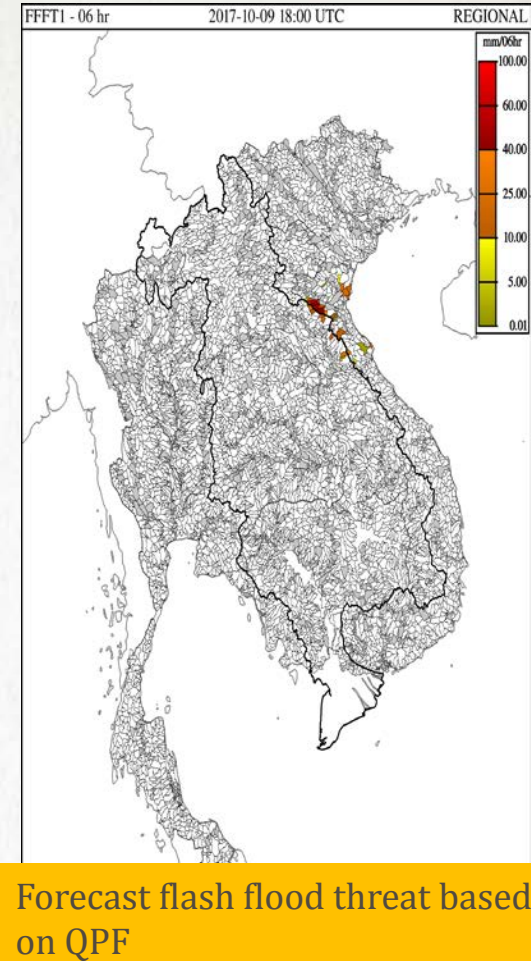 FFFT1 - 06 hr 2017-10-09 18:00 UTC REGIONAL
mm/06hr
100.00
60.00
40.00
25.00
10.00
5.00
0.01
Forecast flash flood threat based
on QPF